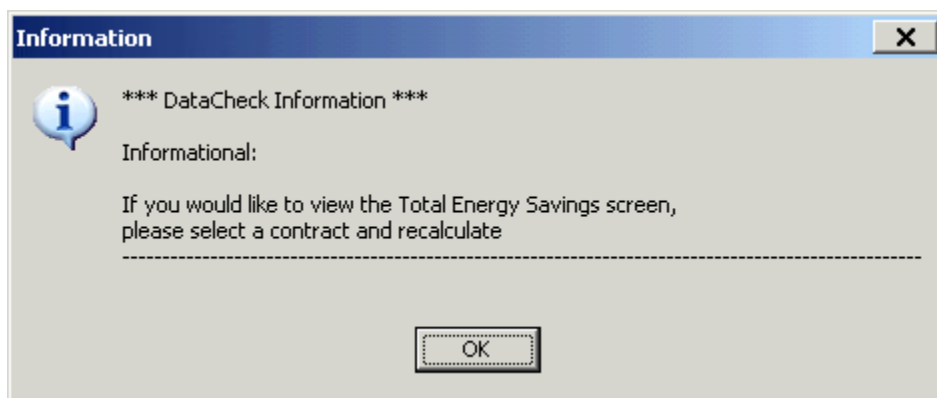 Information
*** DataCheck Information ***
Informational:
If you would like to view the Total Energy Savings screen,
please select a contract and recalculate
----------------------------------------------------------------------------------------------------
OK